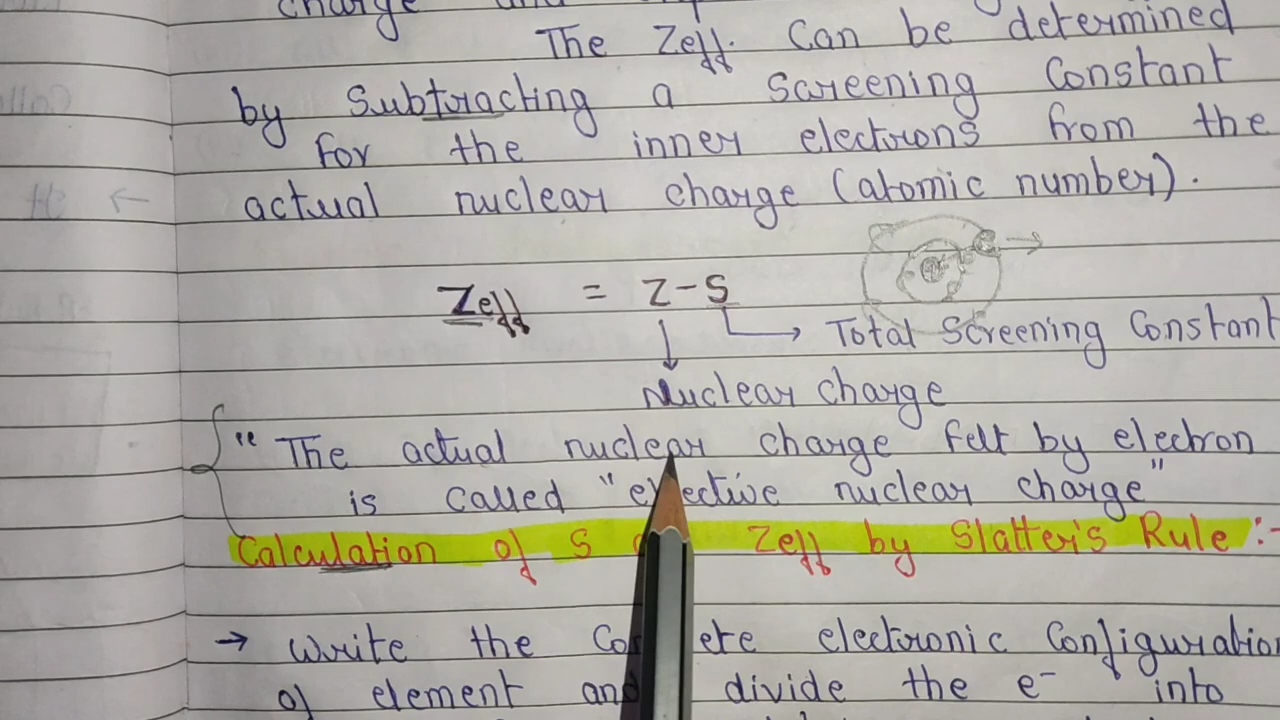 charge and
The Zeff. Can be determined
by Subtracting a Screening Constant
for the inner electrons from the
actual nuclear charge (atomic number).
Zeff = Z-S
Total Screening Constant
Nuclear charge
"The actual nuclear charge felt by electron
is called "effective nuclear charge"
Calculation of S Zeff by Slatter's Rule :-
→ Write the electronic Configuration
of element and divide the e⁻ into